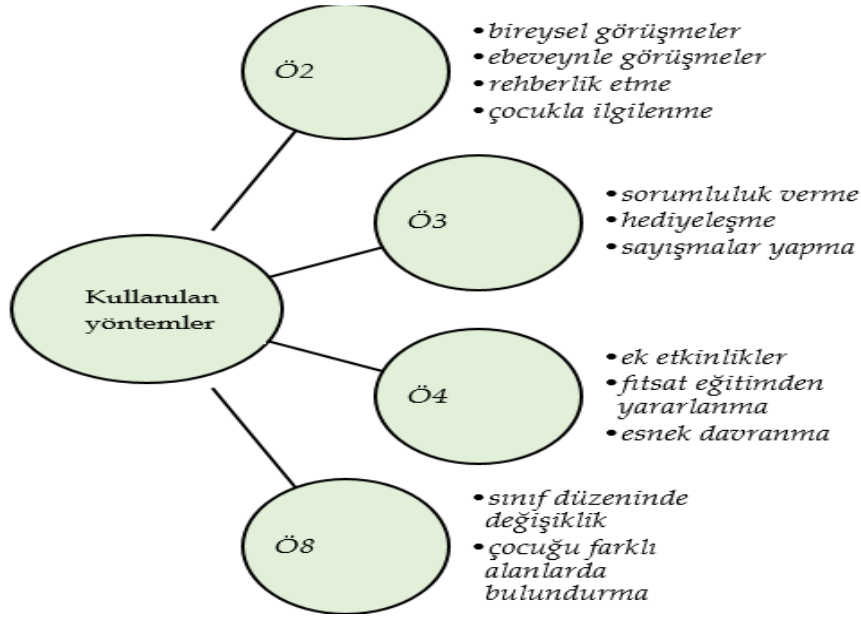 Ö2
• bireysel görüşmeler
• ebeveynle görüşmeler
• rehberlik etme
• çocukla ilgilenme
Ö3
• sorumluluk verme
• hediyeleşme
• sayışmalar yapma
Kullanılan
yöntemler
Ö4
• ek etkinlikler
• fıtsat eğitimden
yararlanma
• esnek davranma
Ö8
• sınıf düzeninde
değişiklik
• çocuğu farklı
alanlarda
bulundurma